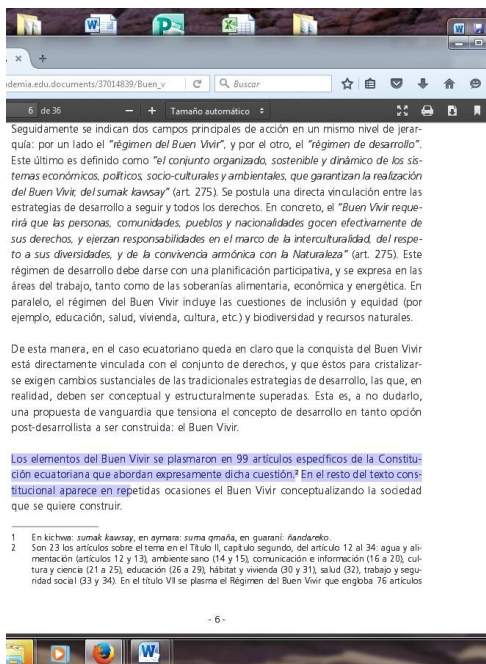 ademia.edu.documents/37014839/Buen_v
Buscar
6 de 36
Tamaño automático
Seguidamente se indican dos campos principales de acción en un mismo nivel de jerar-
quía: por un lado el "régimen del Buen Vivir", y por el otro, el "régimen de desarrollo".
Este último es definido como "el conjunto organizado, sostenible y dinámico de los sis-
temas económicos, políticos, socio-culturales y ambientales, que garantizan la realización
del Buen Vivir, del sumak kawsay" (art. 275). Se postula una directa vinculación entre las
estrategias de desarrollo a seguir y todos los derechos. En concreto, el "Buen Vivir reque-
rirá que las personas, comunidades, pueblos y nacionalidades gocen efectivamente de
sus derechos, y ejerzan responsabilidades en el marco de la interculturalidad, del respe-
to a sus diversidades, y de la convivencia armónica con la Naturaleza" (art. 275). Este
régimen de desarrollo debe darse con una planificación participativa, y se expresa en las
áreas del trabajo, tanto como de las soberanías alimentaria, económica y energética. En
paralelo, el régimen del Buen Vivir incluye las cuestiones de inclusión y equidad (por
ejemplo, educación, salud, vivienda, cultura, etc.) y biodiversidad y recursos naturales.
De esta manera, en el caso ecuatoriano queda en claro que la conquista del Buen Vivir
está directamente vinculada con el conjunto de derechos, y que éstos para cristalizar-
se exigen cambios sustanciales de las tradicionales estrategias de desarrollo, las que, en
realidad, deben ser conceptual y estructuralmente superadas. Esta es, a no dudarlo,
una propuesta de vanguardia que tensiona el concepto de desarrollo en tanto opción
post-desarrollista a ser construida: el Buen Vivir.
Los elementos del Buen Vivir se plasmaron en 99 artículos específicos de la Constitu-
ción ecuatoriana que abordan expresamente dicha cuestión.² En el resto del texto cons-
titucional aparece en repetidas ocasiones el Buen Vivir conceptualizando la sociedad
que se quiere construir.
1 En kichwa: sumak kawsay, en aymara: suma qmaña, en guaraní: ñandareko.
2 Son 23 los artículos sobre el tema en el Título II, capítulo segundo, del artículo 12 al 34: agua y ali-
mentación (artículos 12 y 13), ambiente sano (14 y 15), comunicación e información (16 a 20), cul-
tura y ciencia (21 a 25), educación (26 a 29), hábitat y vivienda (30 y 31), salud (32), trabajo y segu-
ridad social (33 y 34). En el título VII se plasma el Régimen del Buen Vivir que engloba 76 artículos
- 6 -